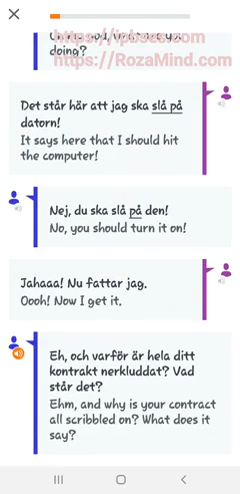 https://iposeet.com
https://RozaMind.com
doing?
Det står här att jag ska slå på
datorn!
It says here that I should hit
the computer!
Nej, du ska slå på den!
No, you should turn it on!
Jahaaa! Nu fattar jag.
Oooh! Now I get it.
Eh, och varför är hela ditt
kontrakt nerkluddat? Vad
står det?
Ehm, and why is your contract
all scribbled on? What does it
say?